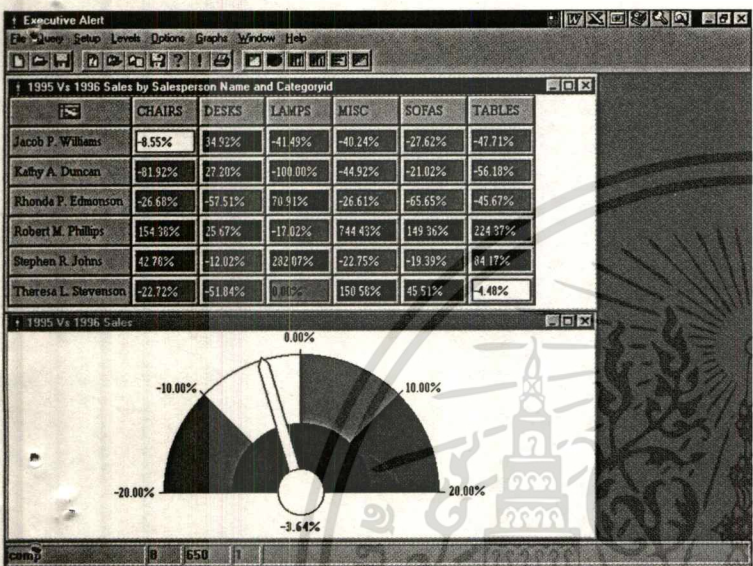 Executive Alert
File Query Setup Levels Options Graphs Window Help
1995 Vs 1996 Sales by Salesperson Name and Categoryid
CHAIRS DESKS LAMPS MISC SOFAS TABLES
Jacob P. Williams -8.55% 34.92% -41.49% -40.24% -27.62% -47.71%
Kathy A. Duncan -81.92% 27.20% -100.00% -44.92% -21.02% -56.18%
Rhonda P. Edmonson -26.68% -57.51% 70.91% -26.61% -65.65% -45.67%
Robert M. Phillips 154.38% 25.67% -17.02% 744.43% 149.36% 224.37%
Stephen R. Johns 42.78% -12.02% 282.07% -22.75% -19.39% 84.17%
Theresa L. Stevenson -22.72% -51.84% 0.00% 150.58% 45.51% -4.48%
1995 Vs 1996 Sales
0.00%
-10.00% 10.00%
-20.00% 20.00%
-3.64%
comp 8 650 1